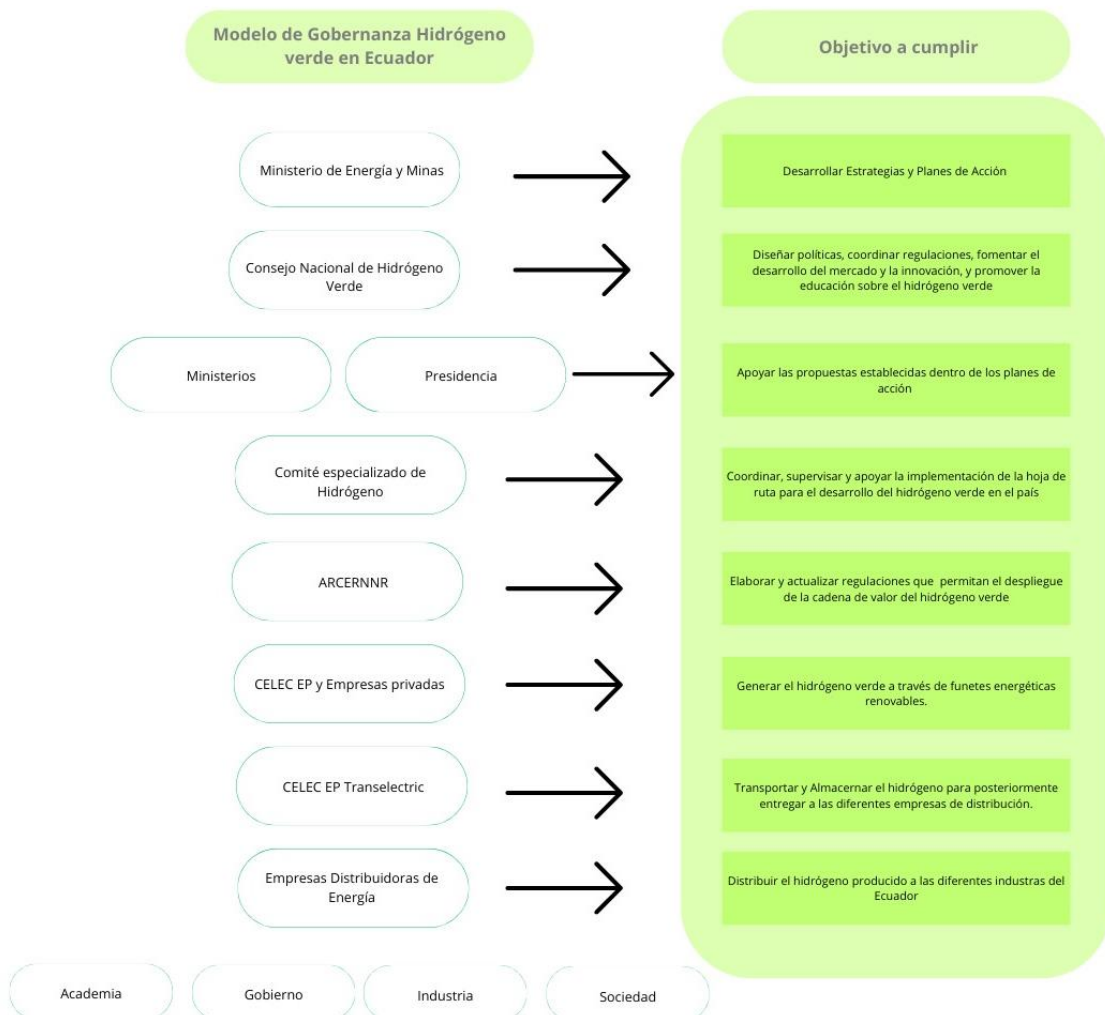 Modelo de Gobernanza Hidrógeno
verde en Ecuador
Objetivo a cumplir
Ministerio de Energía y Minas
Desarrollar Estrategias y Planes de Acción
Consejo Nacional de Hidrógeno
Verde
Diseñar políticas, coordinar regulaciones, fomentar el
desarrollo del mercado y la innovación, y promover la
educación sobre el hidrógeno verde
Ministerios
Presidencia
Apoyar las propuestas establecidas dentro de los planes de
acción
Comité especializado de
Hidrógeno
Coordinar, supervisar y apoyar la implementación de la hoja de
ruta para el desarrollo del hidrógeno verde en el país
ARCERNNR
Elaborar y actualizar regulaciones que permitan el despliegue
de la cadena de valor del hidrógeno verde
CELEC EP y Empresas privadas
Generar el hidrógeno verde a través de funetes energéticas
renovables.
CELEC EP Transelectric
Transportar y Almacernar el hidrógeno para posteriormente
entregar a las diferentes empresas de distribución.
Empresas Distribuidoras de
Energía
Distribuir el hidrógeno producido a las diferentes industras del
Ecuador
Academia
Gobierno
Industria
Sociedad